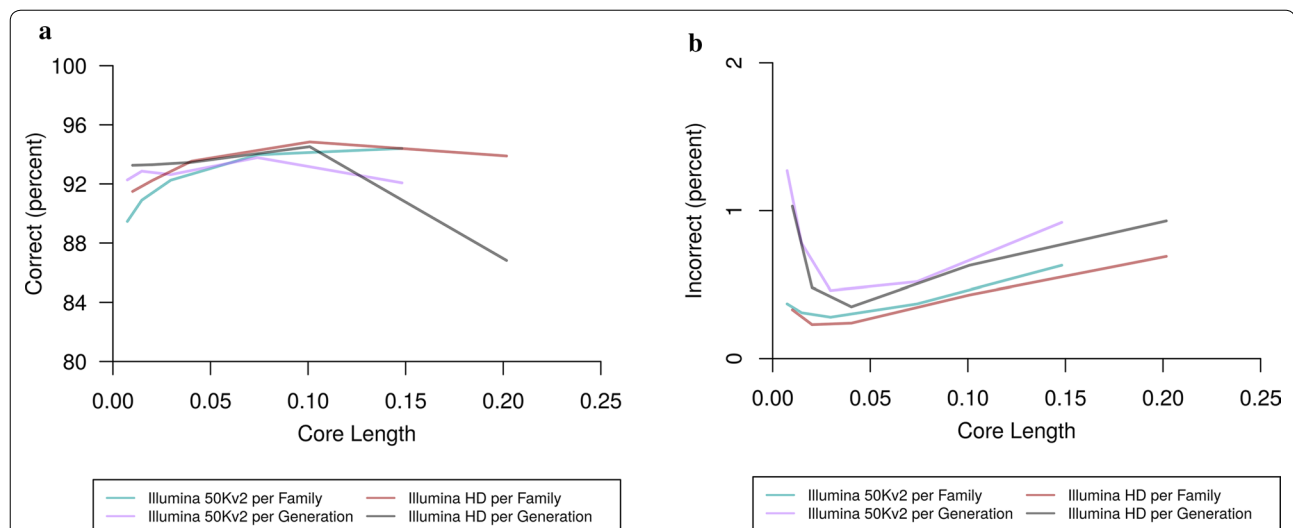 a
100
96
92
88
84
80
Correct (percent)
0.00 0.05 0.10 0.15 0.20 0.25
Core Length
Illumina 50Kv2 per Family Illumina HD per Family
Illumina 50Kv2 per Generation Illumina HD per Generation
b
2
1
0
Incorrect (percent)
0.00 0.05 0.10 0.15 0.20 0.25
Core Length
Illumina 50Kv2 per Family Illumina HD per Family
Illumina 50Kv2 per Generation Illumina HD per Generation